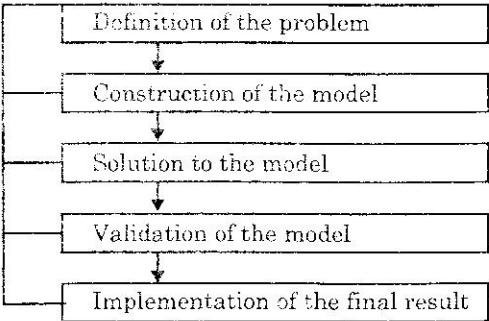 Definition of the problem
Construction of the model
Solution to the model
Validation of the model
Implementation of the final result